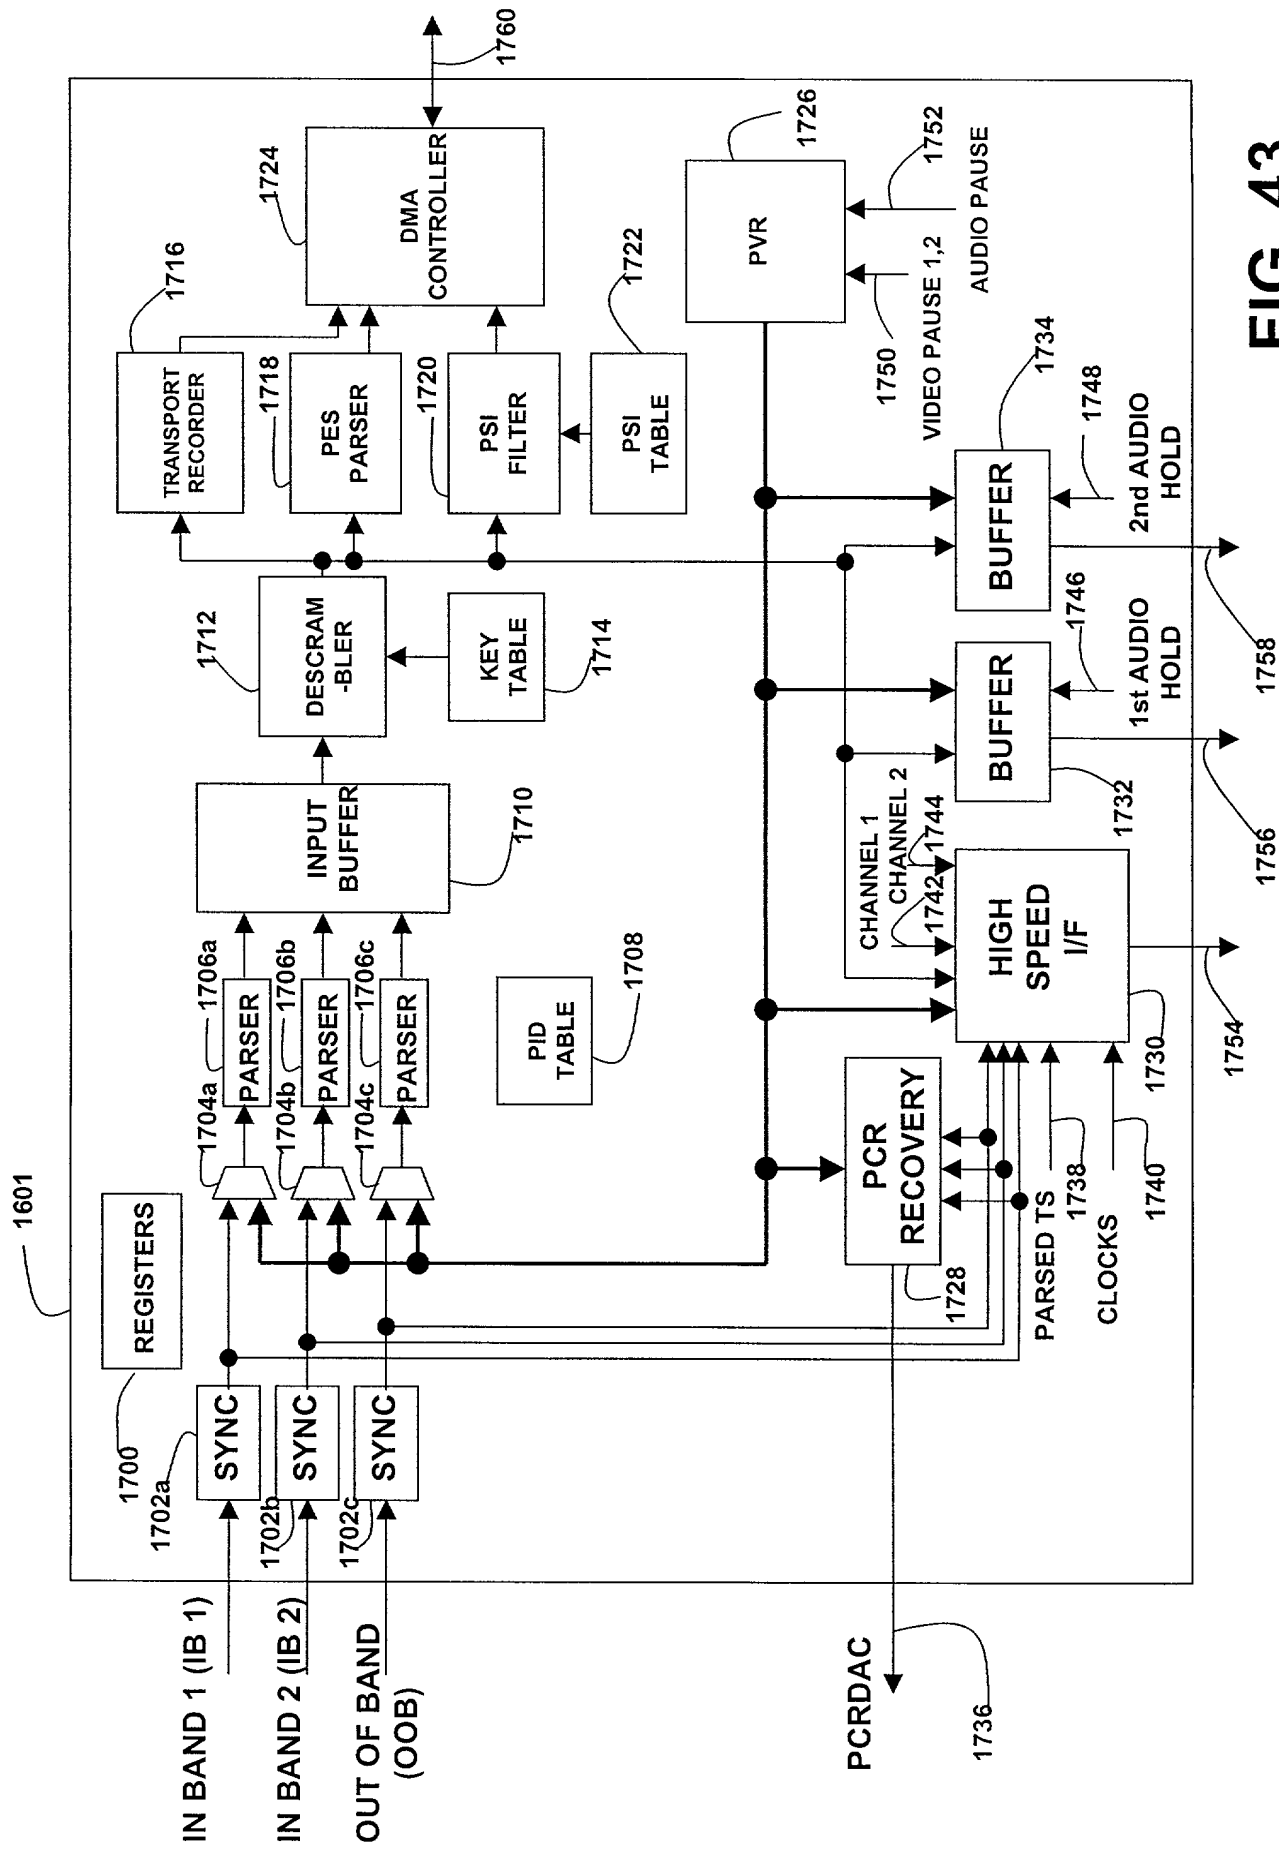 1601
1700
REGISTERS
IN BAND 1 (IB 1)
IN BAND 2 (IB 2)
OUT OF BAND
(OOB)
1702a
SYNC
1702b
SYNC
1702c
SYNC
1704a
1704b
1704c
1706a
PARSER
1706b
PARSER
1706c
PARSER
PID
TABLE
1708
INPUT
BUFFER
1710
1712
DESCRAM
-BLER
KEY
TABLE
1714
1716
TRANSPORT
RECORDER
1718
PES
PARSER
1720
PSI
FILTER
PSI
TABLE
1722
1724
DMA
CONTROLLER
1760
PVR
1726
1750
VIDEO PAUSE 1,2
1752
AUDIO PAUSE
PCRDAC
1736
PCR
RECOVERY
1728
PARSED TS
1738
CLOCKS
1740
CHANNEL 1
CHANNEL 2
1742
1744
HIGH
SPEED
I/F
1730
1754
BUFFER
1732
1746
1st AUDIO
HOLD
1756
BUFFER
1734
1748
2nd AUDIO
HOLD
1758
FIG. 43